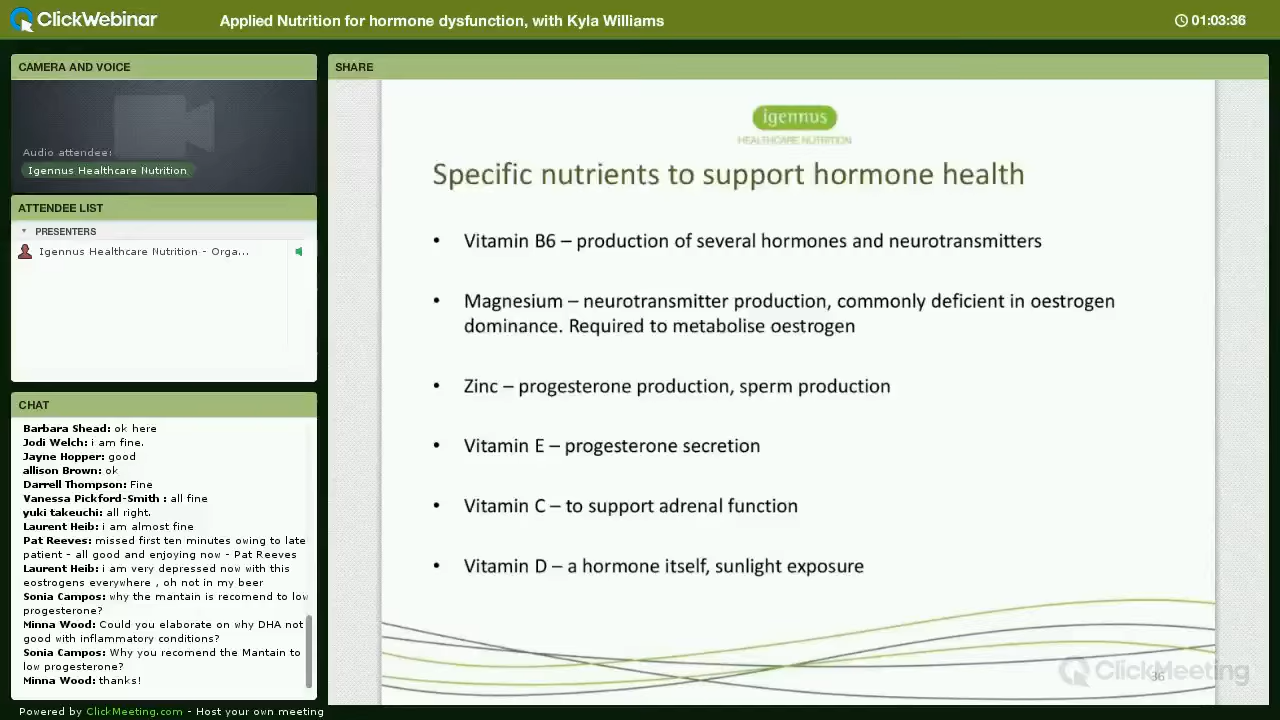 ClickWebinar
Applied Nutrition for hormone dysfunction, with Kyla Williams
01:03:36
CAMERA AND VOICE
Audio attendee:
Igennus Healthcare Nutrition
ATTENDEE LIST
PRESENTERS
Igennus Healthcare Nutrition - Orga...
CHAT
Barbara Shead: ok here
Jodi Welch: i am fine.
Jayne Hopper: good
allison Brown: ok
Darrell Thompson: Fine
Vanessa Pickford-Smith : all fine
yuki takeuchi: all right.
Laurent Heib: i am almost fine
Pat Reeves: missed first ten minutes owing to late
patient - all good and enjoying now - Pat Reeves
Laurent Heib: i am very depressed now with this
eostrogens everywhere , oh not in my beer
Sonia Campos: why the mantain is recomend to low
progesterone?
Minna Wood: Could you elaborate on why DHA not
good with inflammatory conditions?
Sonia Campos: Why you recomend the Mantain to
low progesterone?
Minna Wood: thanks!
Powered by ClickMeeting.com - Host your own meeting
SHARE
igennus
HEALTHCARE NUTRITION
Specific nutrients to support hormone health
• Vitamin B6 – production of several hormones and neurotransmitters
• Magnesium – neurotransmitter production, commonly deficient in oestrogen
dominance. Required to metabolise oestrogen
• Zinc – progesterone production, sperm production
• Vitamin E – progesterone secretion
• Vitamin C – to support adrenal function
• Vitamin D – a hormone itself, sunlight exposure
ClickMeeting
36